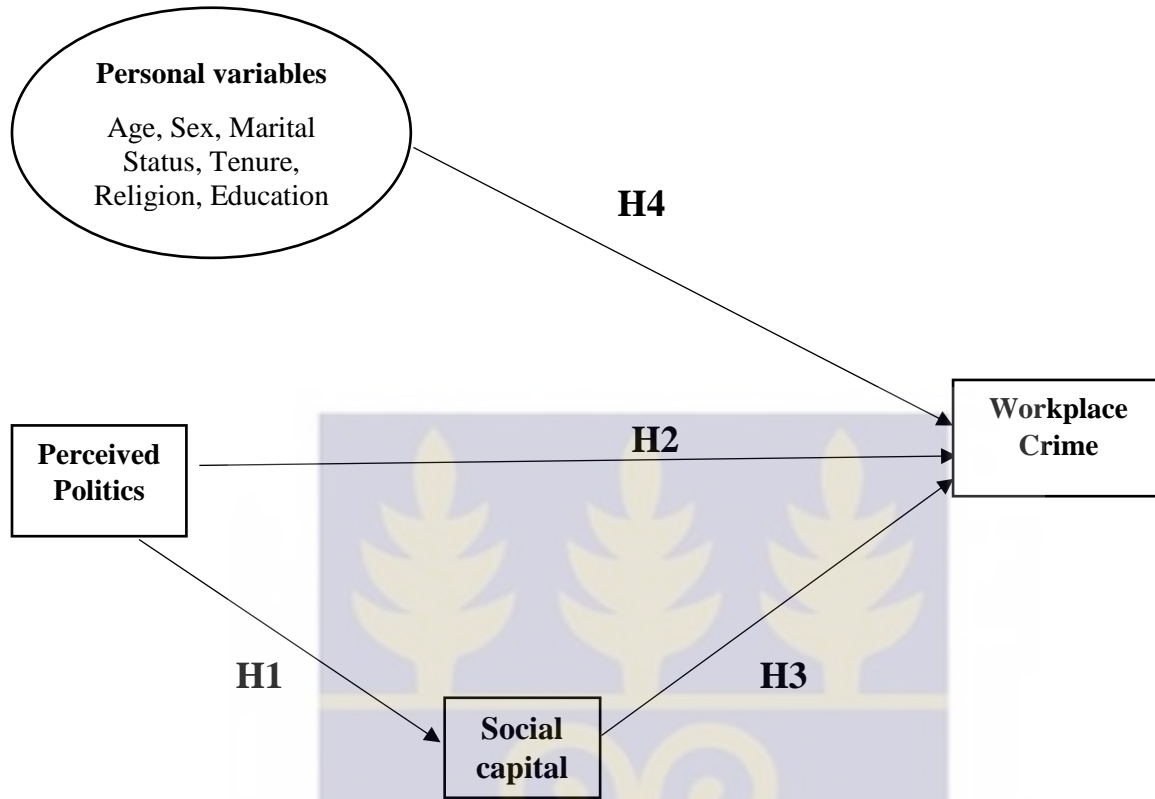 Personal variables
Age, Sex, Marital
Status, Tenure,
Religion, Education
H4
Workplace
Crime
H2
Perceived
Politics
H1
H3
Social
capital